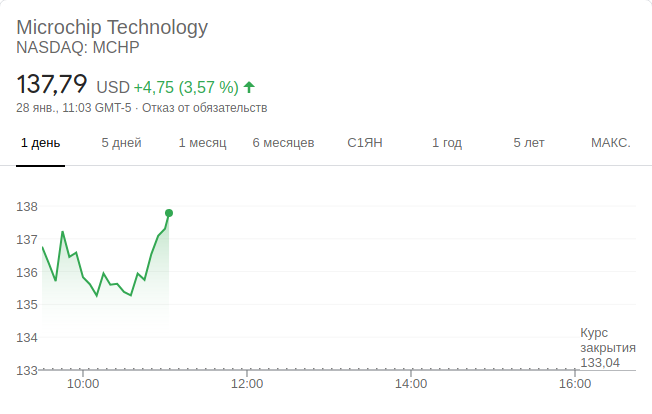 Microchip Technology
NASDAQ: MCHP
137,79 USD +4,75 (3,57 %)
28 янв., 11:03 GMT-5 · Отказ от обязательств
1 день 5 дней 1 месяц 6 месяцев С1ЯН 1 год 5 лет МАКС.
138
137
136
135
134
133
Курс
закрытия
133,04
10:00 12:00 14:00 16:00